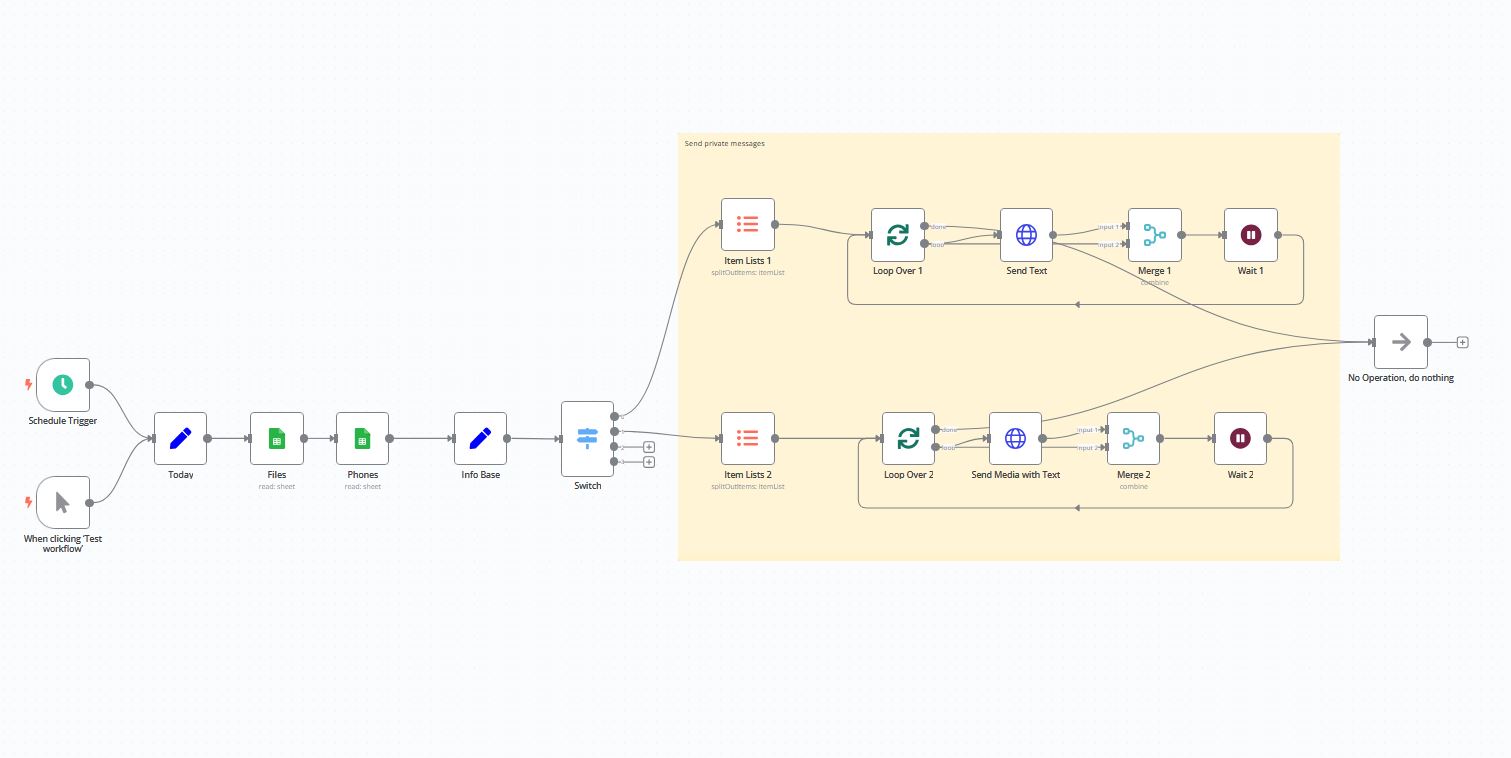 Send private messages
Item Lists 1
splitOutItems: itemList
done
loop
Loop Over 1
Send Text
Input 1
Input 2
Merge 1
combine
Wait 1
No Operation, do nothing
Schedule Trigger
When clicking ‘Test
workflow’
Today
Files
read: sheet
Phones
read: sheet
Info Base
0
1
2
3
Switch
Item Lists 2
splitOutItems: itemList
done
loop
Loop Over 2
Send Media with Text
Input 1
Input 2
Merge 2
combine
Wait 2